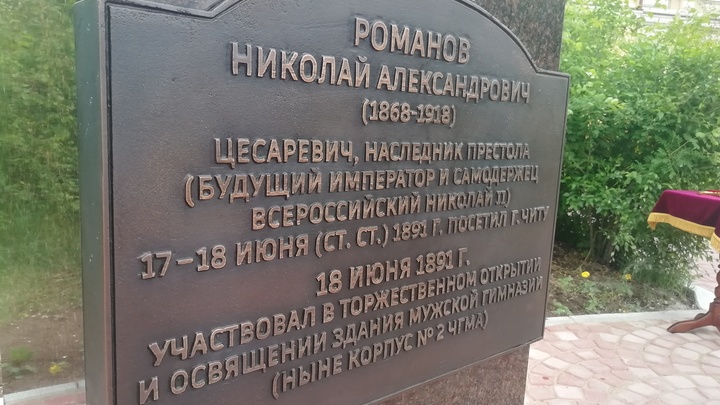 РОМАНОВ
НИКОЛАЙ АЛЕКСАНДРОВИЧ
(1868-1918)
ЦЕСАРЕВИЧ, НАСЛЕДНИК ПРЕСТОЛА
(БУДУЩИЙ ИМПЕРАТОР И САМОДЕРЖЕЦ
ВСЕРОССИЙСКИЙ НИКОЛАЙ II)
17–18 ИЮНЯ (СТ. СТ.) 1891 Г. ПОСЕТИЛ Г. ЧИТУ
18 ИЮНЯ 1891 Г.
УЧАСТВОВАЛ В ТОРЖЕСТВЕННОМ ОТКРЫТИИ
И ОСВЯЩЕНИИ ЗДАНИЯ МУЖСКОЙ ГИМНАЗИИ
(НЫНЕ КОРПУС № 2 ЧГМА)